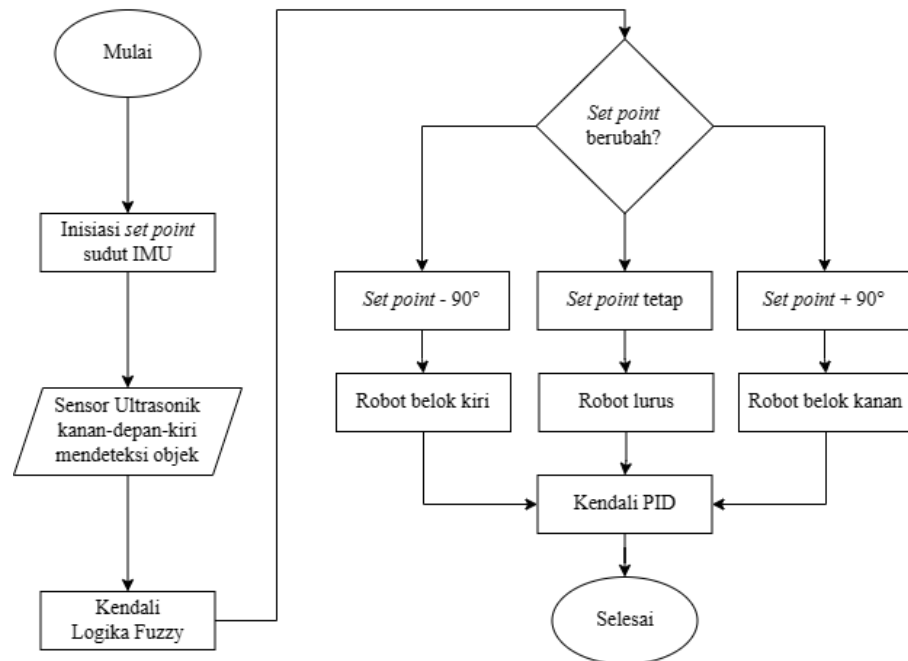 Mulai
Inisiasi set point
sudut IMU
Sensor Ultrasonik
kanan-depan-kiri
mendeteksi objek
Kendali
Logika Fuzzy
Set point
berubah?
Set point - 90°
Set point tetap
Set point + 90°
Robot belok kiri
Robot lurus
Robot belok kanan
Kendali PID
Selesai